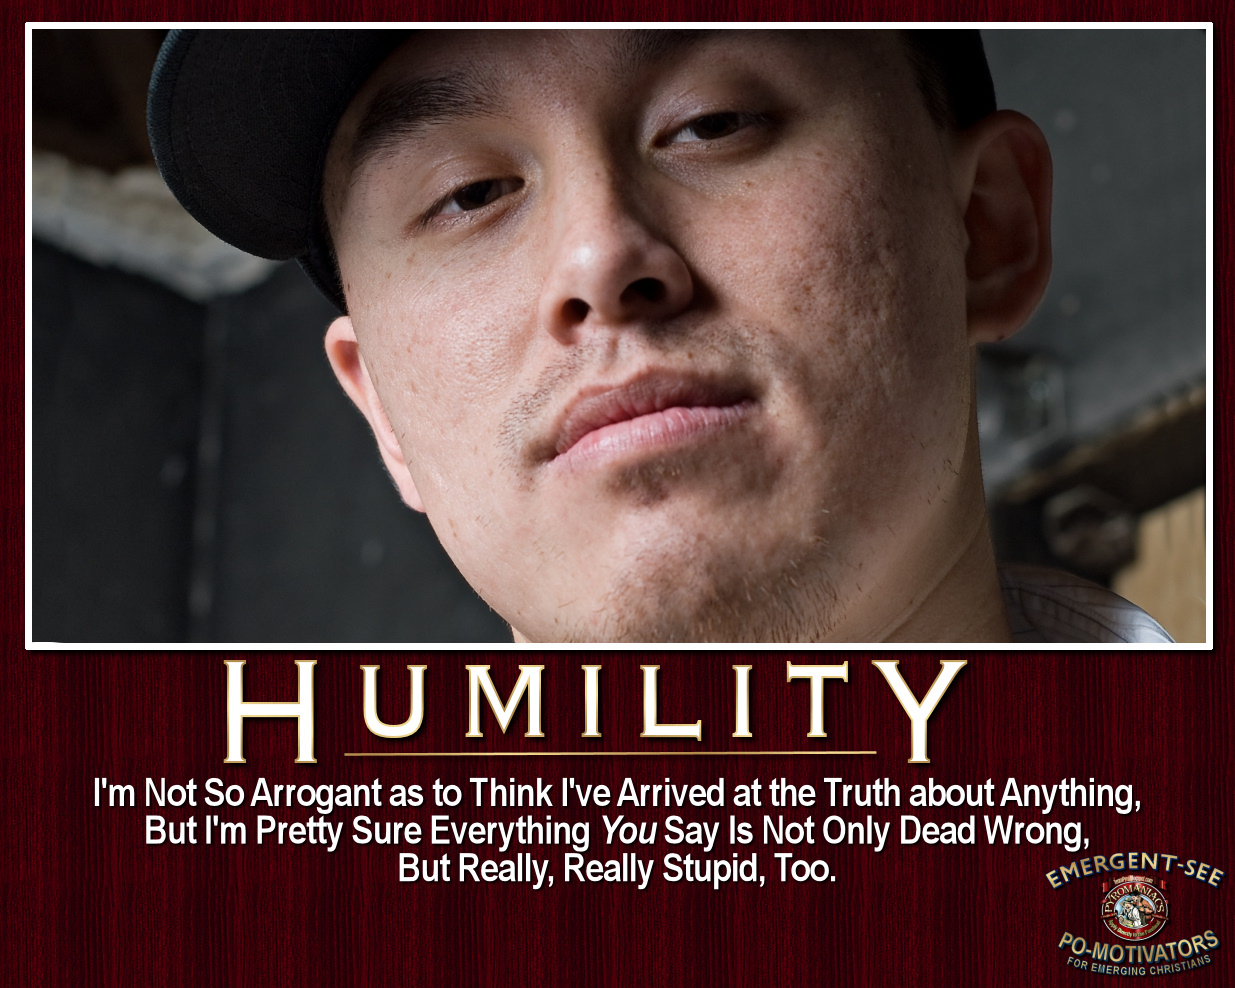 HUMILITY
I'm Not So Arrogant as to Think I've Arrived at the Truth about Anything,
But I'm Pretty Sure Everything You Say Is Not Only Dead Wrong,
But Really, Really Stupid, Too.
EMERGENT-SEE
PYROMANIACS
PO-MOTIVATORS
FOR EMERGING CHRISTIANS